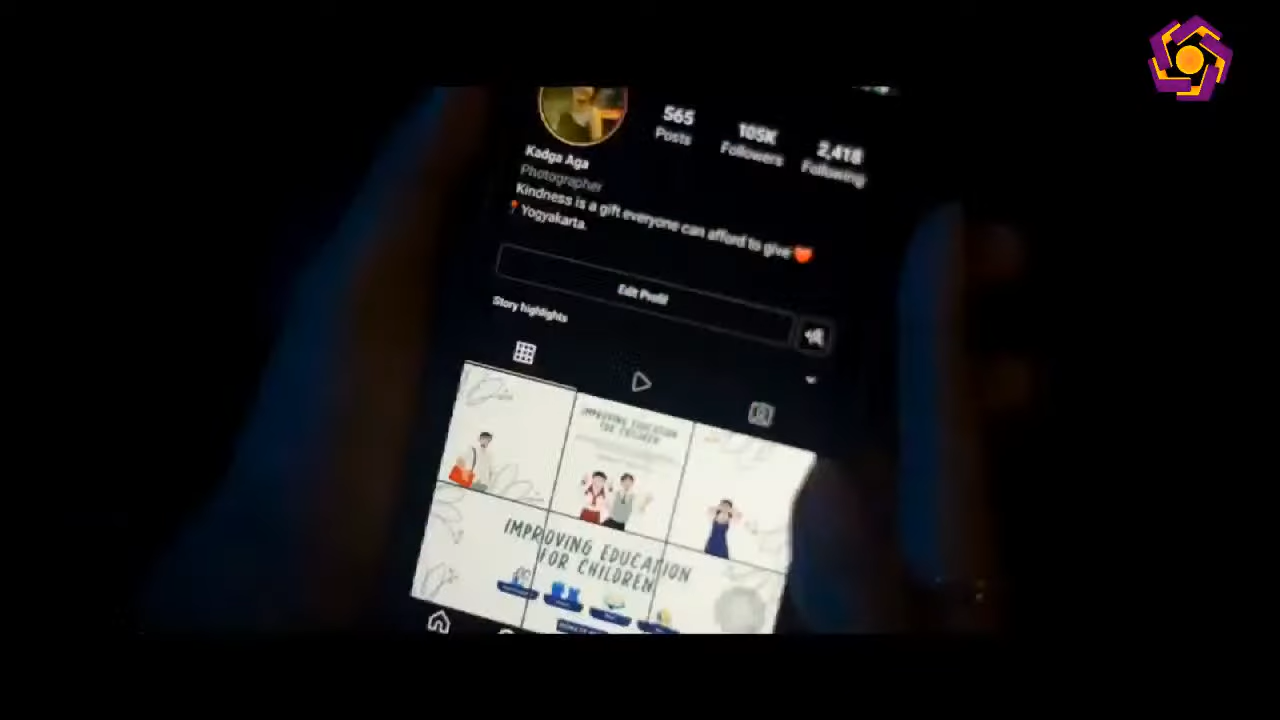 565
Posts
105K
Followers
2,418
Following
Kadga Aga
Photographer
Kindness is a gift everyone can afford to give ❤️
📍Yogyakarta.
Edit Profil
Story highlights
IMPROVING EDUCATION
FOR CHILDREN
IMPROVING EDUCATION
FOR CHILDREN